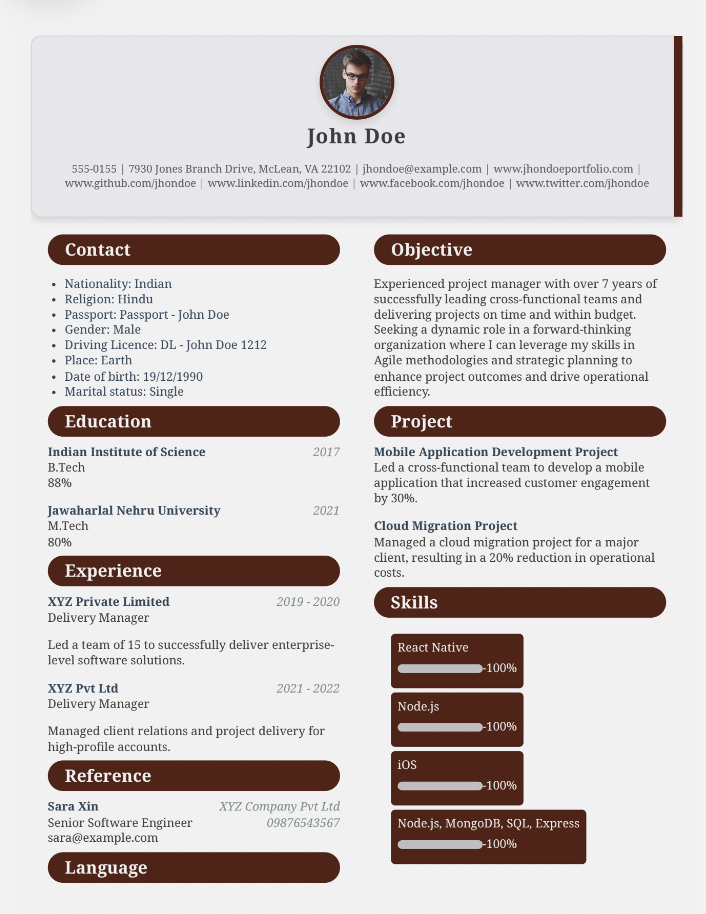 John Doe
555-0155 | 7930 Jones Branch Drive, McLean, VA 22102 | jhondoe@example.com | www.jhondoeportfolio.com |
www.github.com/jhondoe | www.linkedin.com/jhondoe | www.facebook.com/jhondoe | www.twitter.com/jhondoe
Contact
• Nationality: Indian
• Religion: Hindu
• Passport: Passport - John Doe
• Gender: Male
• Driving Licence: DL - John Doe 1212
• Place: Earth
• Date of birth: 19/12/1990
• Marital status: Single
Education
Indian Institute of Science 2017
B.Tech
88%
Jawaharlal Nehru University 2021
M.Tech
80%
Experience
XYZ Private Limited 2019 - 2020
Delivery Manager
Led a team of 15 to successfully deliver enterprise-
level software solutions.
XYZ Pvt Ltd 2021 - 2022
Delivery Manager
Managed client relations and project delivery for
high-profile accounts.
Reference
Sara Xin XYZ Company Pvt Ltd
Senior Software Engineer 09876543567
sara@example.com
Language
Objective
Experienced project manager with over 7 years of
successfully leading cross-functional teams and
delivering projects on time and within budget.
Seeking a dynamic role in a forward-thinking
organization where I can leverage my skills in
Agile methodologies and strategic planning to
enhance project outcomes and drive operational
efficiency.
Project
Mobile Application Development Project
Led a cross-functional team to develop a mobile
application that increased customer engagement
by 30%.
Cloud Migration Project
Managed a cloud migration project for a major
client, resulting in a 20% reduction in operational
costs.
Skills
React Native
-100%
Node.js
-100%
iOS
-100%
Node.js, MongoDB, SQL, Express
-100%